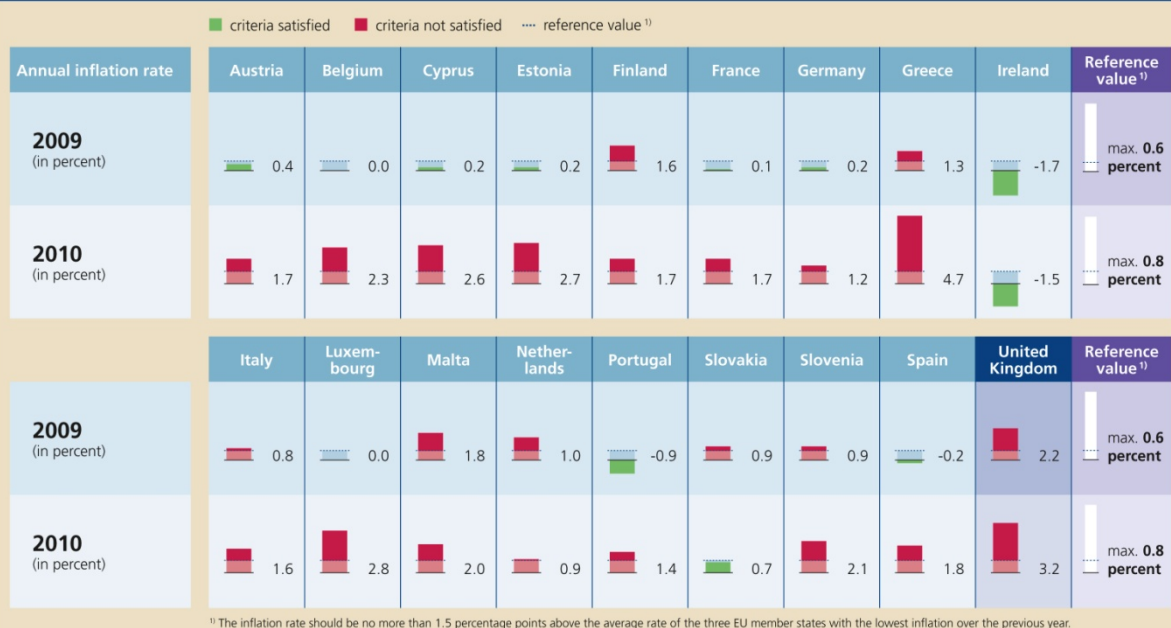 criteria satisfied criteria not satisfied reference value 1)
Annual inflation rate Austria Belgium Cyprus Estonia Finland France Germany Greece Ireland Reference value 1)
2009 (in percent) 0.4 0.0 0.2 0.2 1.6 0.1 0.2 1.3 -1.7 max. 0.6 percent
2010 (in percent) 1.7 2.3 2.6 2.7 1.7 1.7 1.2 4.7 -1.5 max. 0.8 percent
Italy Luxem-bourg Malta Nether-lands Portugal Slovakia Slovenia Spain United Kingdom Reference value 1)
2009 (in percent) 0.8 0.0 1.8 1.0 -0.9 0.9 0.9 -0.2 2.2 max. 0.6 percent
2010 (in percent) 1.6 2.8 2.0 0.9 1.4 0.7 2.1 1.8 3.2 max. 0.8 percent
1) The inflation rate should be no more than 1.5 percentage points above the average rate of the three EU member states with the lowest inflation over the previous year.